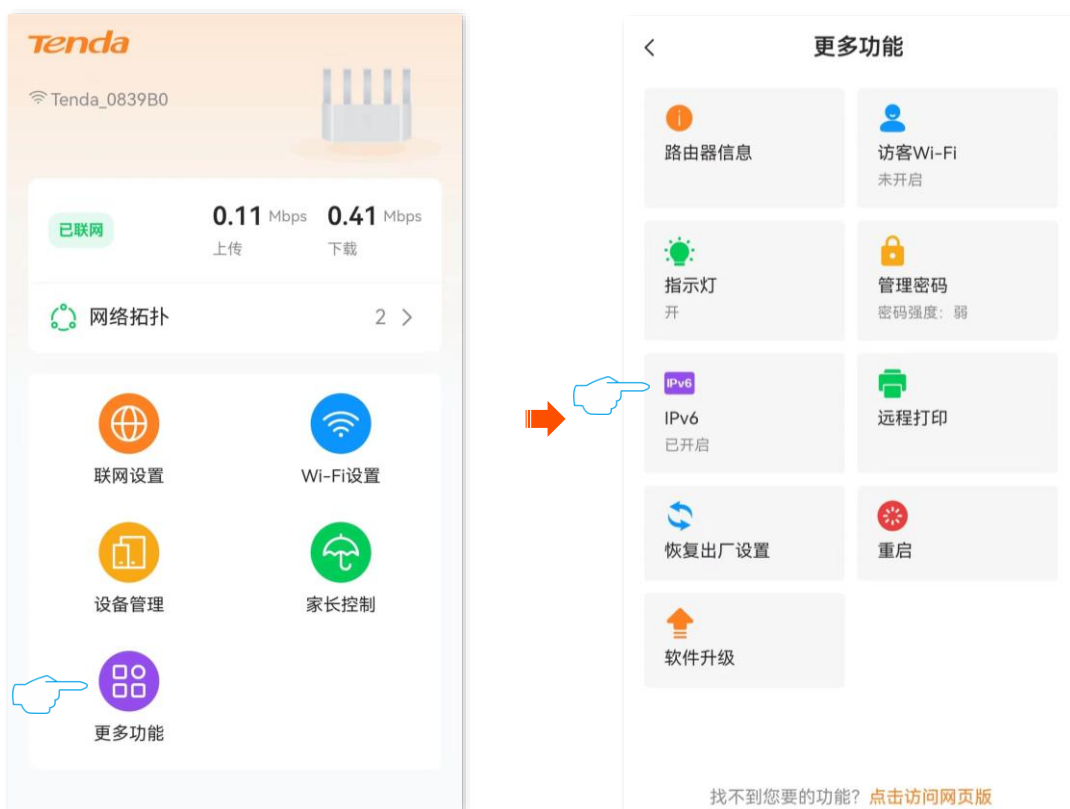 Tenda
Tenda_0839B0
已联网
0.11 Mbps 0.41 Mbps
上传 下载
网络拓扑 2
联网设置 Wi-Fi设置
设备管理 家长控制
更多功能
更多功能
路由器信息 访客Wi-Fi
未开启
指示灯 管理密码
开 密码强度：弱
IPv6
IPv6 远程打印
已开启
恢复出厂设置 重启
软件升级
找不到您要的功能？点击访问网页版